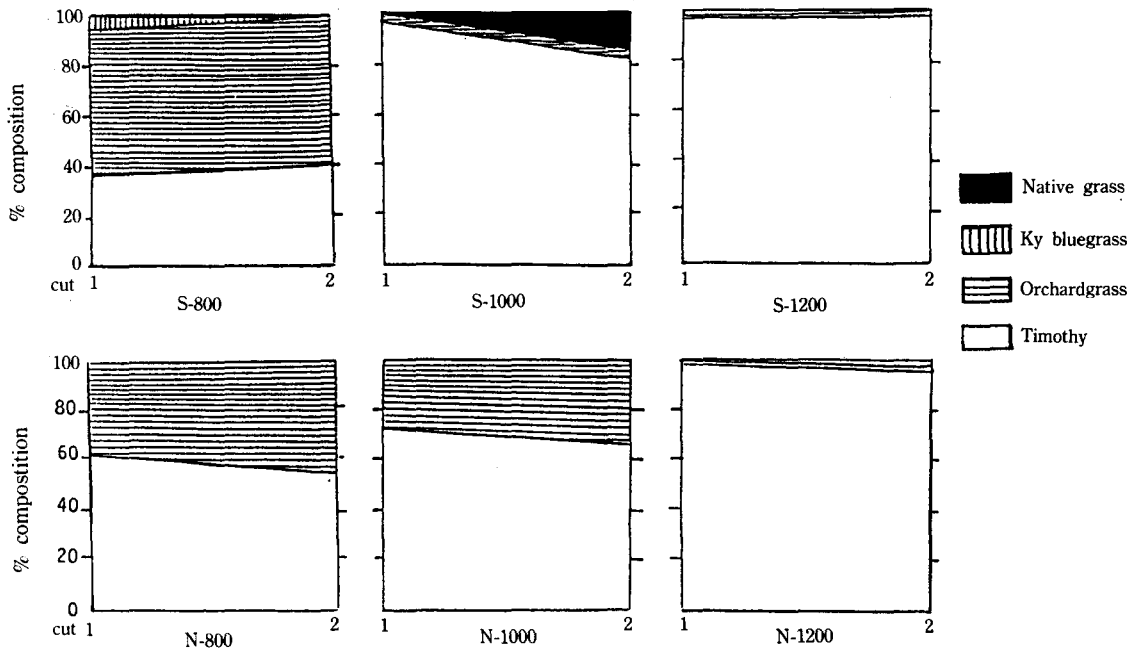 % composition
100
80
60
40
20
0
cut 1 2
S-800
1 2
S-1000
1 2
S-1200
Native grass
Ky bluegrass
Orchardgrass
Timothy
% compostition
100
80
60
40
20
0
cut 1 2
N-800
1 2
N-1000
1 2
N-1200